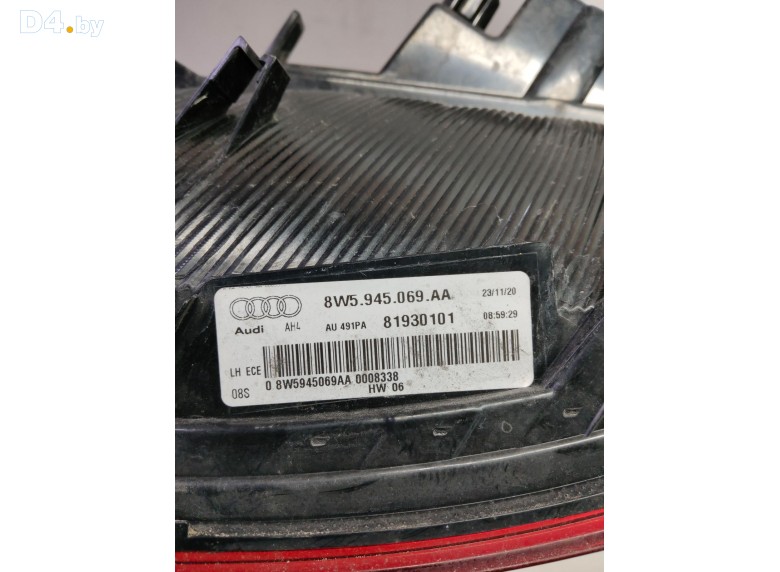 D4.by
8W5.945.069.AA 23/11/20
Audi AH4 AU 491PA 81930101 08:59:29
LH ECE
0 8W5945069AA 0008338
08S HW 06